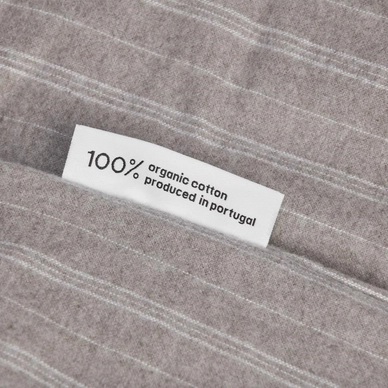 100% organic cotton
produced in portugal